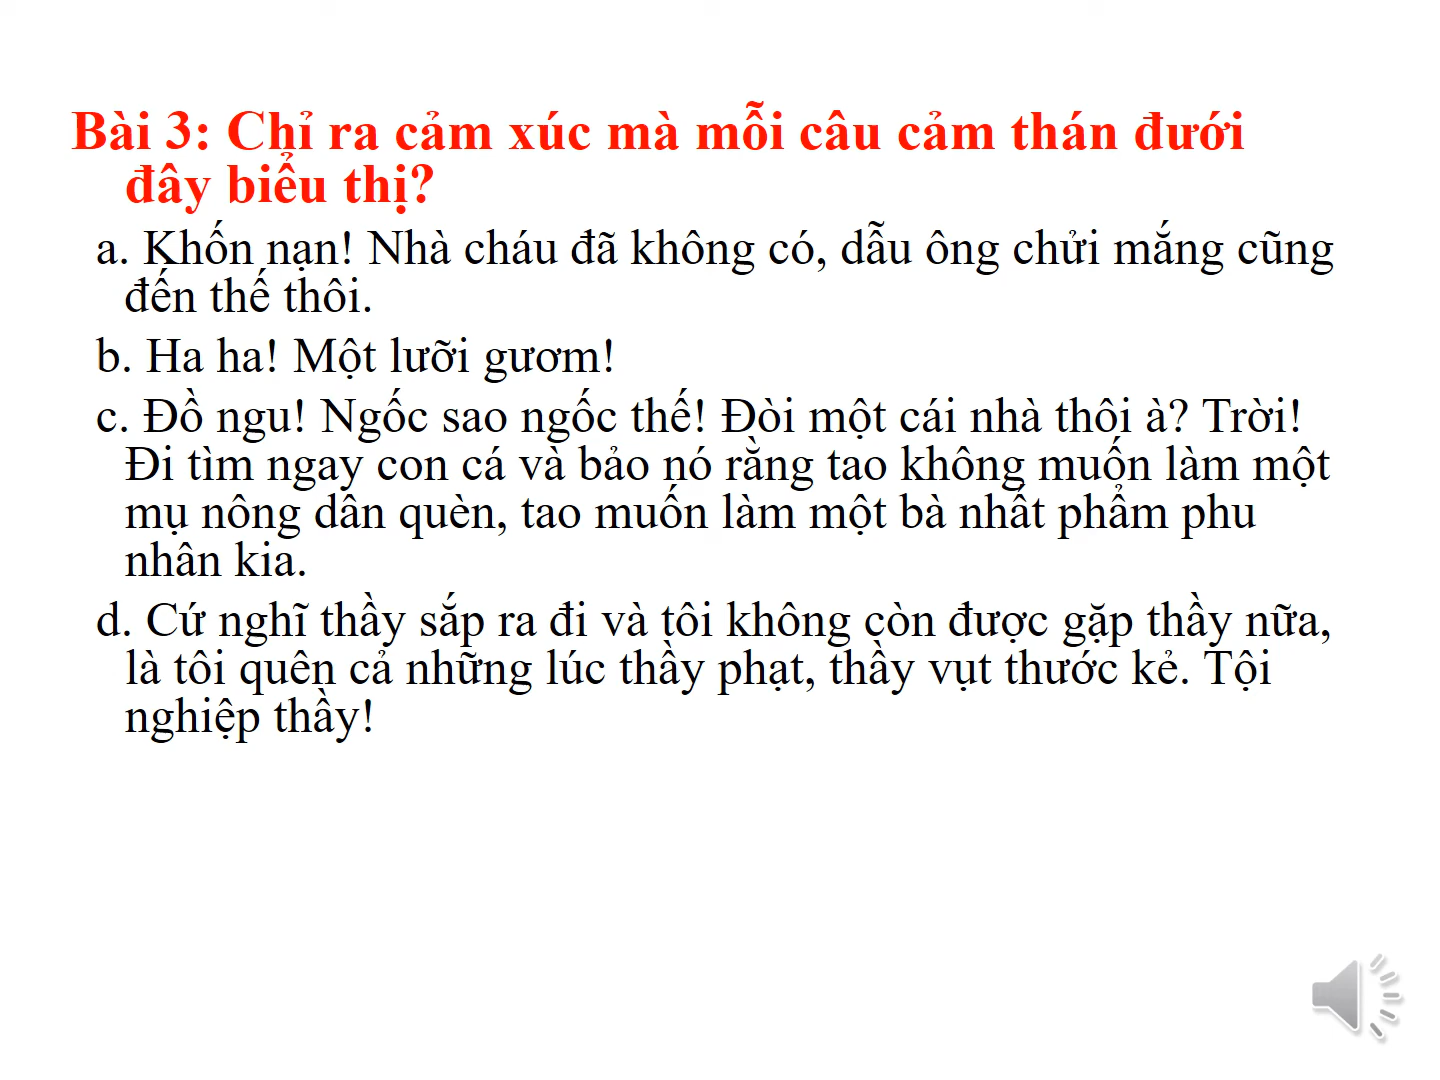 Bài 3: Chỉ ra cảm xúc mà mỗi câu cảm thán dưới
đây biểu thị?
a. Khốn nạn! Nhà cháu đã không có, dẫu ông chửi mắng cũng
đến thế thôi.
b. Ha ha! Một lưỡi gươm!
c. Đồ ngu! Ngốc sao ngốc thế! Đòi một cái nhà thôi à? Trời!
Đi tìm ngay con cá và bảo nó rằng tao không muốn làm một
mụ nông dân quèn, tao muốn làm một bà nhất phẩm phu
nhân kia.
d. Cứ nghĩ thầy sắp ra đi và tôi không còn được gặp thầy nữa,
là tôi quên cả những lúc thầy phạt, thầy vụt thước kẻ. Tội
nghiệp thầy!